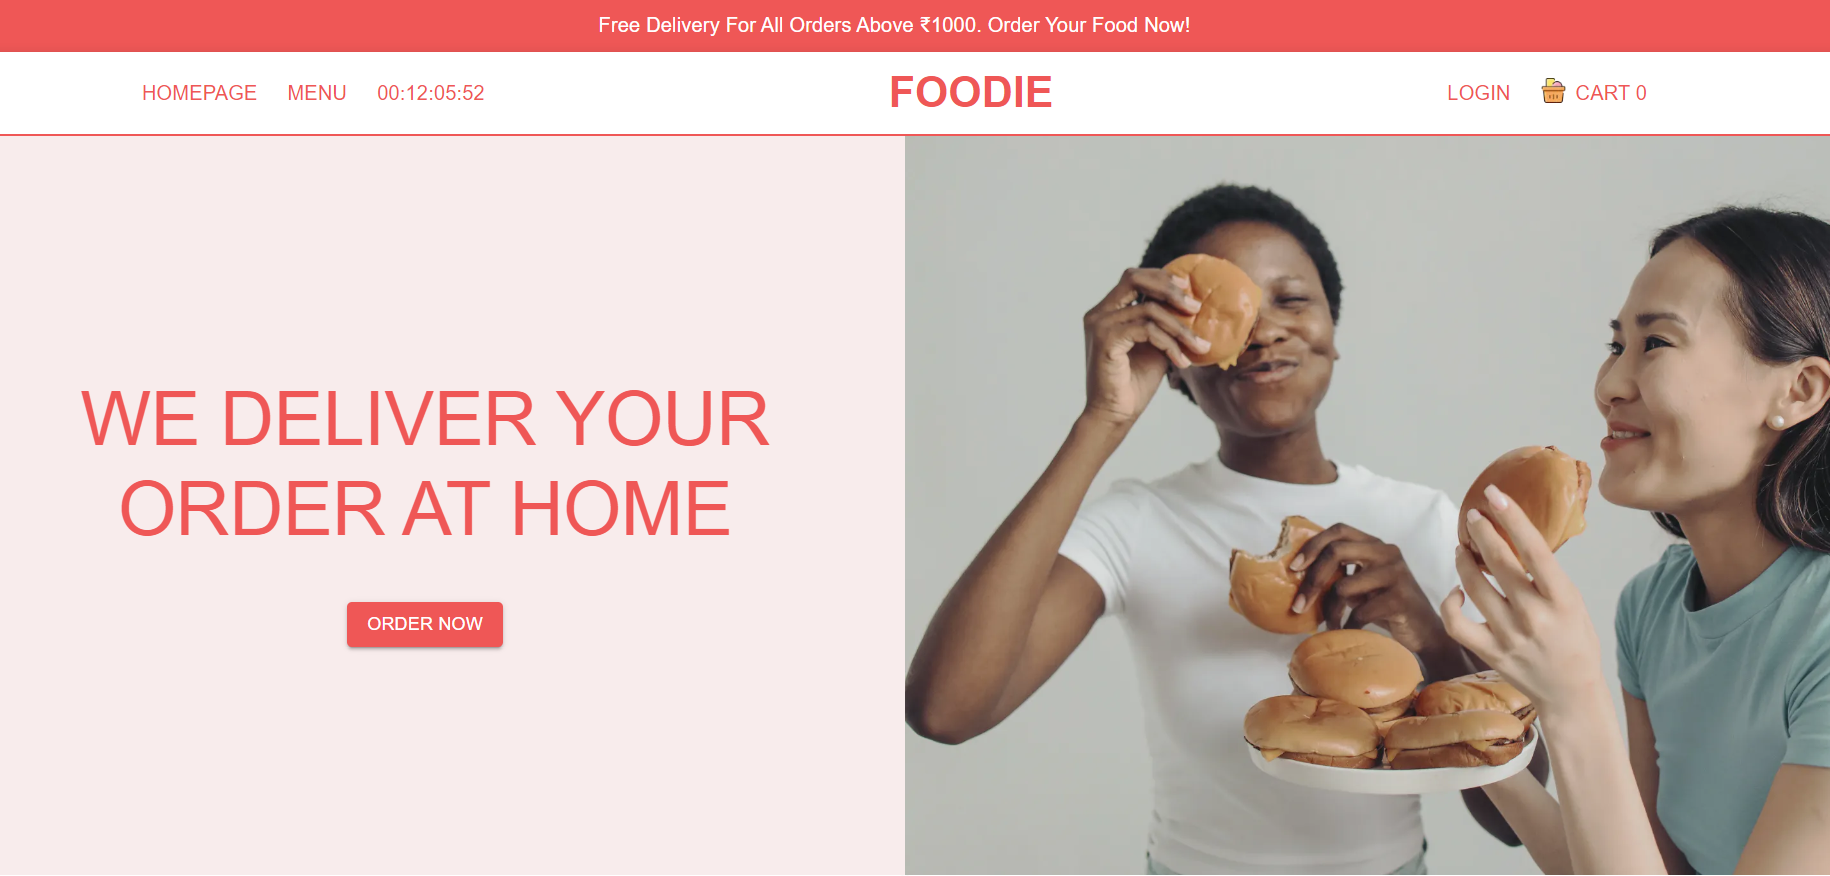 Free Delivery For All Orders Above ₹1000. Order Your Food Now!
HOMEPAGE MENU 00:12:05:52 FOODIE LOGIN CART 0
WE DELIVER YOUR
ORDER AT HOME
ORDER NOW